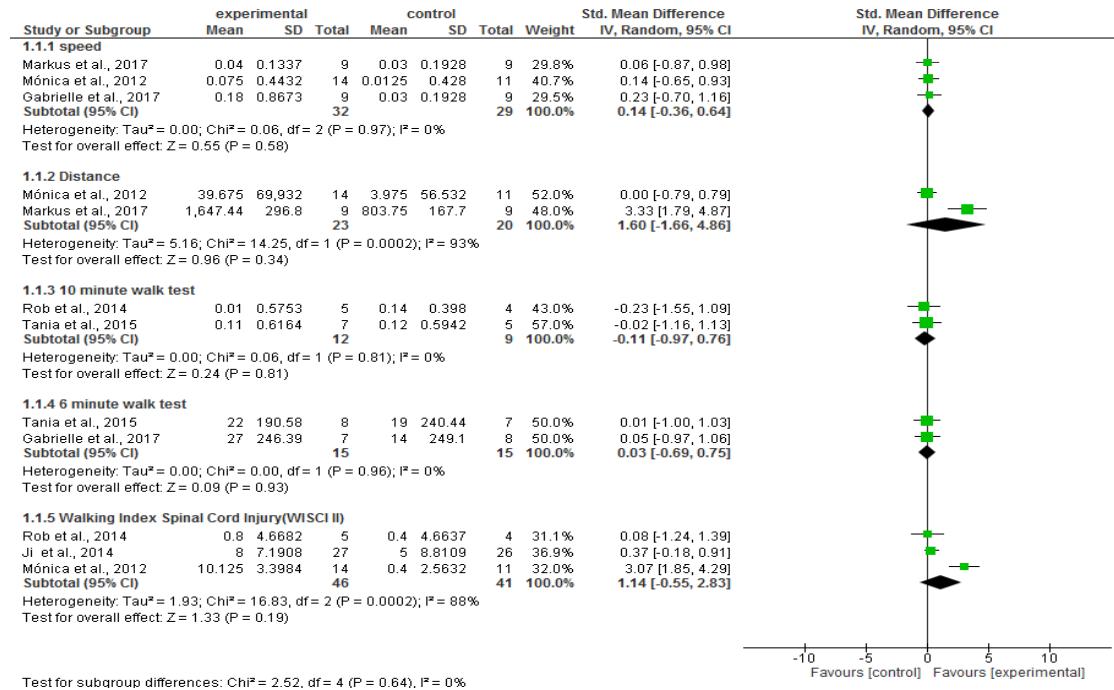 experimental control Std. Mean Difference Std. Mean Difference
Study or Subgroup Mean SD Total Mean SD Total Weight IV, Random, 95% CI IV, Random, 95% CI
1.1.1 speed
Markus et al., 2017 0.04 0.1337 9 0.03 0.1928 9 29.8% 0.06 [-0.87, 0.98]
Mónica et al., 2012 0.075 0.4432 14 0.0125 0.428 11 40.7% 0.14 [-0.65, 0.93]
Gabrielle et al., 2017 0.18 0.8673 9 0.03 0.1928 9 29.5% 0.23 [-0.70, 1.16]
Subtotal (95% CI) 32 29 100.0% 0.14 [-0.36, 0.64]
Heterogeneity: Tau² = 0.00; Chi² = 0.06, df = 2 (P = 0.97); I² = 0%
Test for overall effect: Z = 0.55 (P = 0.58)
1.1.2 Distance
Mónica et al., 2012 39.675 69,932 14 3.975 56.532 11 52.0% 0.00 [-0.79, 0.79]
Markus et al., 2017 1,647.44 296.8 9 803.75 167.7 9 48.0% 3.33 [1.79, 4.87]
Subtotal (95% CI) 23 20 100.0% 1.60 [-1.66, 4.86]
Heterogeneity: Tau² = 5.16; Chi² = 14.25, df = 1 (P = 0.0002); I² = 93%
Test for overall effect: Z = 0.96 (P = 0.34)
1.1.3 10 minute walk test
Rob et al., 2014 0.01 0.5753 5 0.14 0.398 4 43.0% -0.23 [-1.55, 1.09]
Tania et al., 2015 0.11 0.6164 7 0.12 0.5942 5 57.0% -0.02 [-1.16, 1.13]
Subtotal (95% CI) 12 9 100.0% -0.11 [-0.97, 0.76]
Heterogeneity: Tau² = 0.00; Chi² = 0.06, df = 1 (P = 0.81); I² = 0%
Test for overall effect: Z = 0.24 (P = 0.81)
1.1.4 6 minute walk test
Tania et al., 2015 22 190.58 8 19 240.44 7 50.0% 0.01 [-1.00, 1.03]
Gabrielle et al., 2017 27 246.39 7 14 249.1 8 50.0% 0.05 [-0.97, 1.06]
Subtotal (95% CI) 15 15 100.0% 0.03 [-0.69, 0.75]
Heterogeneity: Tau² = 0.00; Chi² = 0.00, df = 1 (P = 0.96); I² = 0%
Test for overall effect: Z = 0.09 (P = 0.93)
1.1.5 Walking Index Spinal Cord Injury(WISCI II)
Rob et al., 2014 0.8 4.6682 5 0.4 4.6637 4 31.1% 0.08 [-1.24, 1.39]
Ji et al., 2014 8 7.1908 27 5 8.8109 26 36.9% 0.37 [-0.18, 0.91]
Mónica et al., 2012 10.125 3.3984 14 0.4 2.5632 11 32.0% 3.07 [1.85, 4.29]
Subtotal (95% CI) 46 41 100.0% 1.14 [-0.55, 2.83]
Heterogeneity: Tau² = 1.93; Chi² = 16.83, df = 2 (P = 0.0002); I² = 88%
Test for overall effect: Z = 1.33 (P = 0.19)
-10 -5 0 5 10
Favours [control] Favours [experimental]
Test for subgroup differences: Chi² = 2.52, df = 4 (P = 0.64), I² = 0%